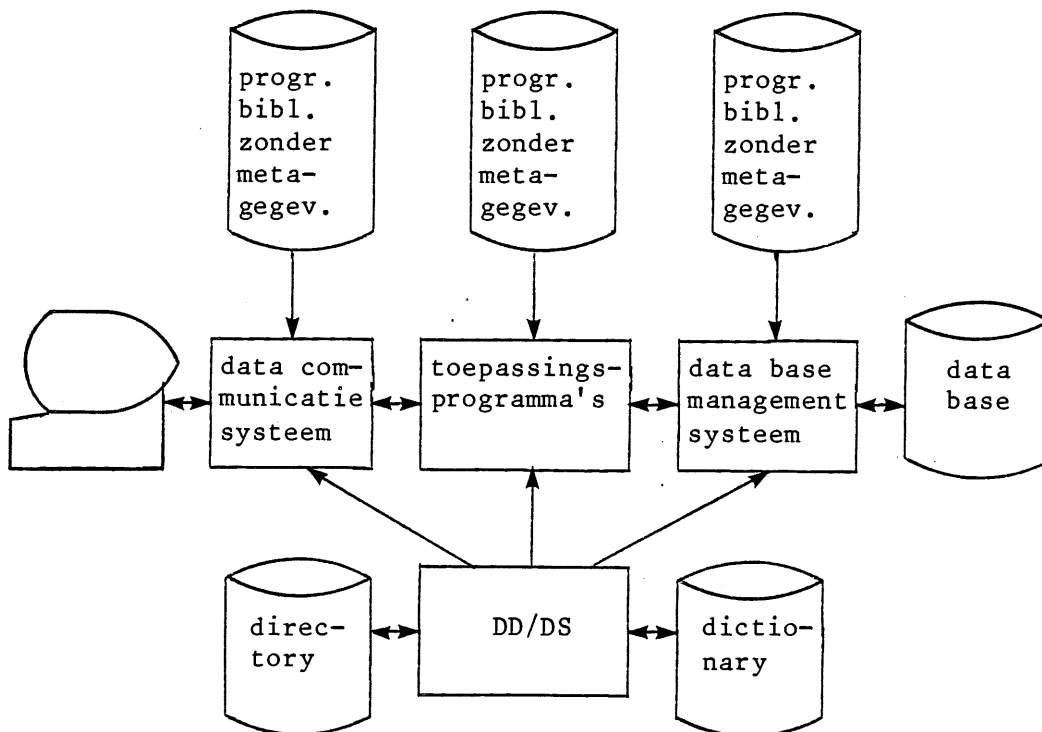 progr.
bibl.
zonder
meta-
gegev.
progr.
bibl.
zonder
meta-
gegev.
progr.
bibl.
zonder
meta-
gegev.
data com-
municatie
systeem
toepassings-
programma's
data base
management
systeem
data
base
direc-
tory
DD/DS
dictio-
nary